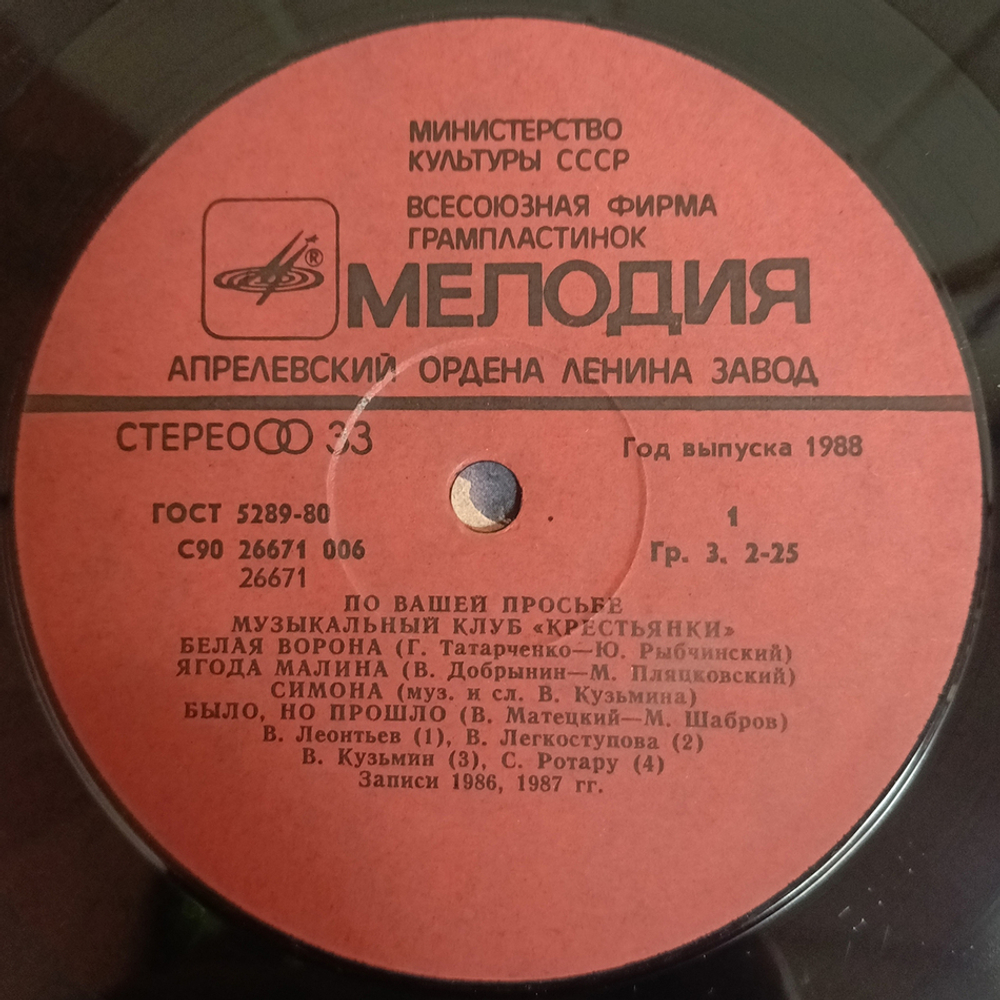 МИНИСТЕРСТВО
КУЛЬТУРЫ СССР
ВСЕСОЮЗНАЯ ФИРМА
ГРАМПЛАСТИНОК
®
МЕЛОДИЯ
АПРЕЛЕВСКИЙ ОРДЕНА ЛЕНИНА ЗАВОД
СТЕРЕО 33
Год выпуска 1988
ГОСТ 5289-80
1
С90 26671 006
Гр. 3. 2-25
26671
ПО ВАШЕЙ ПРОСЬБЕ
МУЗЫКАЛЬНЫЙ КЛУБ «КРЕСТЬЯНКИ»
БЕЛАЯ ВОРОНА (Г. Татарченко—Ю. Рыбчинский)
ЯГОДА МАЛИНА (В. Добрынин—М. Пляцковский)
СИМОНА (муз. и сл. В. Кузьмина)
БЫЛО, НО ПРОШЛО (В. Матецкий—М. Шабров)
В. Леонтьев (1), В. Легкоступова (2)
В. Кузьмин (3), С. Ротару (4)
Записи 1986, 1987 гг.